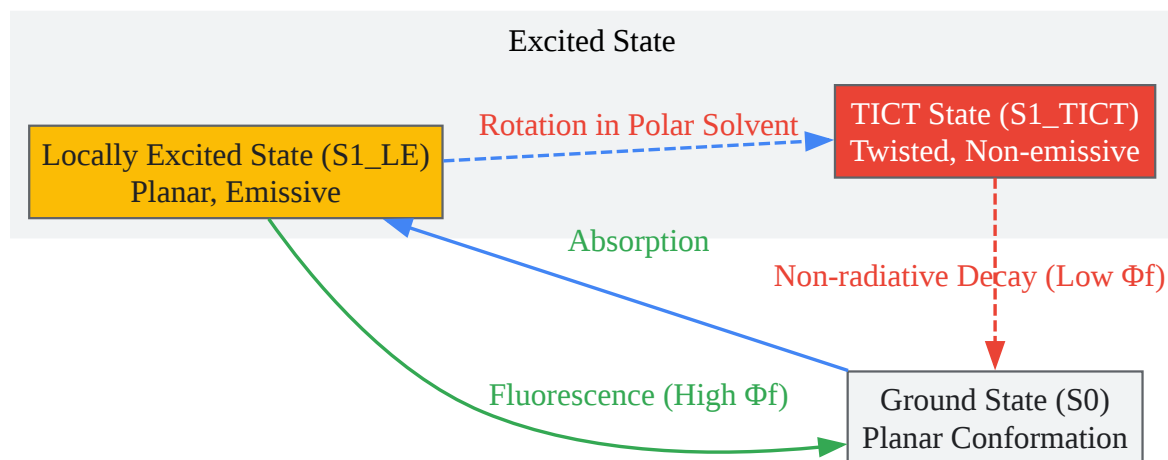 Excited State
TICT State (S1_TICT)
Twisted, Non-emissive
Rotation in Polar Solvent
Locally Excited State (S1_LE)
Planar, Emissive
Absorption
Non-radiative Decay (Low Φf)
Fluorescence (High Φf)
Ground State (S0)
Planar Conformation